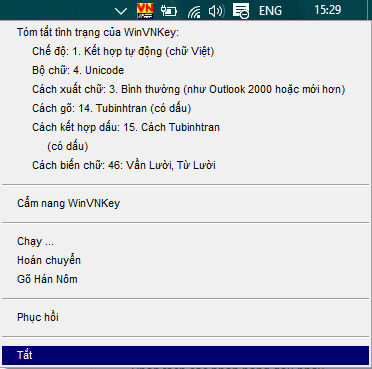 VN
ENG
15:29
Tóm tắt tình trạng của WinVNKey:
Chế độ: 1. Kết hợp tự động (chữ Việt)
Bộ chữ: 4. Unicode
Cách xuất chữ: 3. Bình thường (như Outlook 2000 hoặc mới hơn)
Cách gõ: 14. Tubinhtran (có dấu)
Cách kết hợp dấu: 15. Cách Tubinhtran
(có dấu)
Cách biến chữ: 46: Vần Lười, Từ Lười
Cẩm nang WinVNKey
Chạy ...
Hoán chuyển
Gõ Hán Nôm
Phục hồi
Tắt